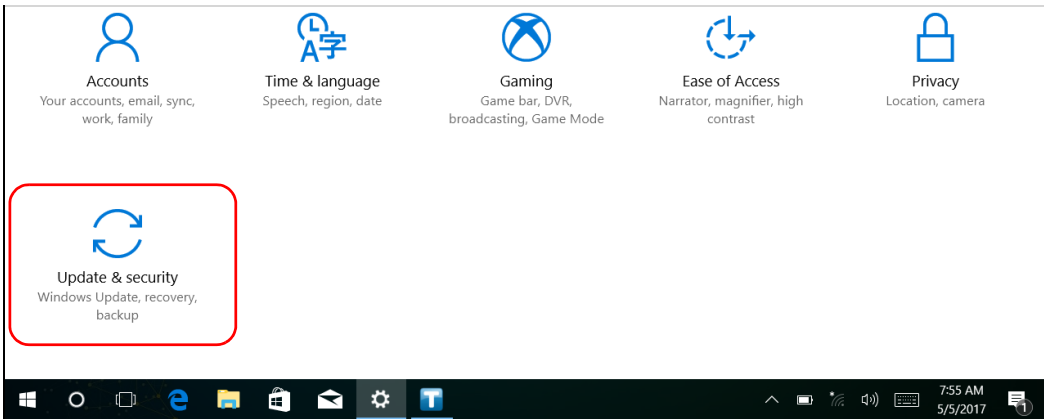 Accounts
Your accounts, email, sync,
work, family
Time & language
Speech, region, date
Gaming
Game bar, DVR,
broadcasting, Game Mode
Ease of Access
Narrator, magnifier, high
contrast
Privacy
Location, camera
Update & security
Windows Update, recovery,
backup
7:55 AM
5/5/2017
1